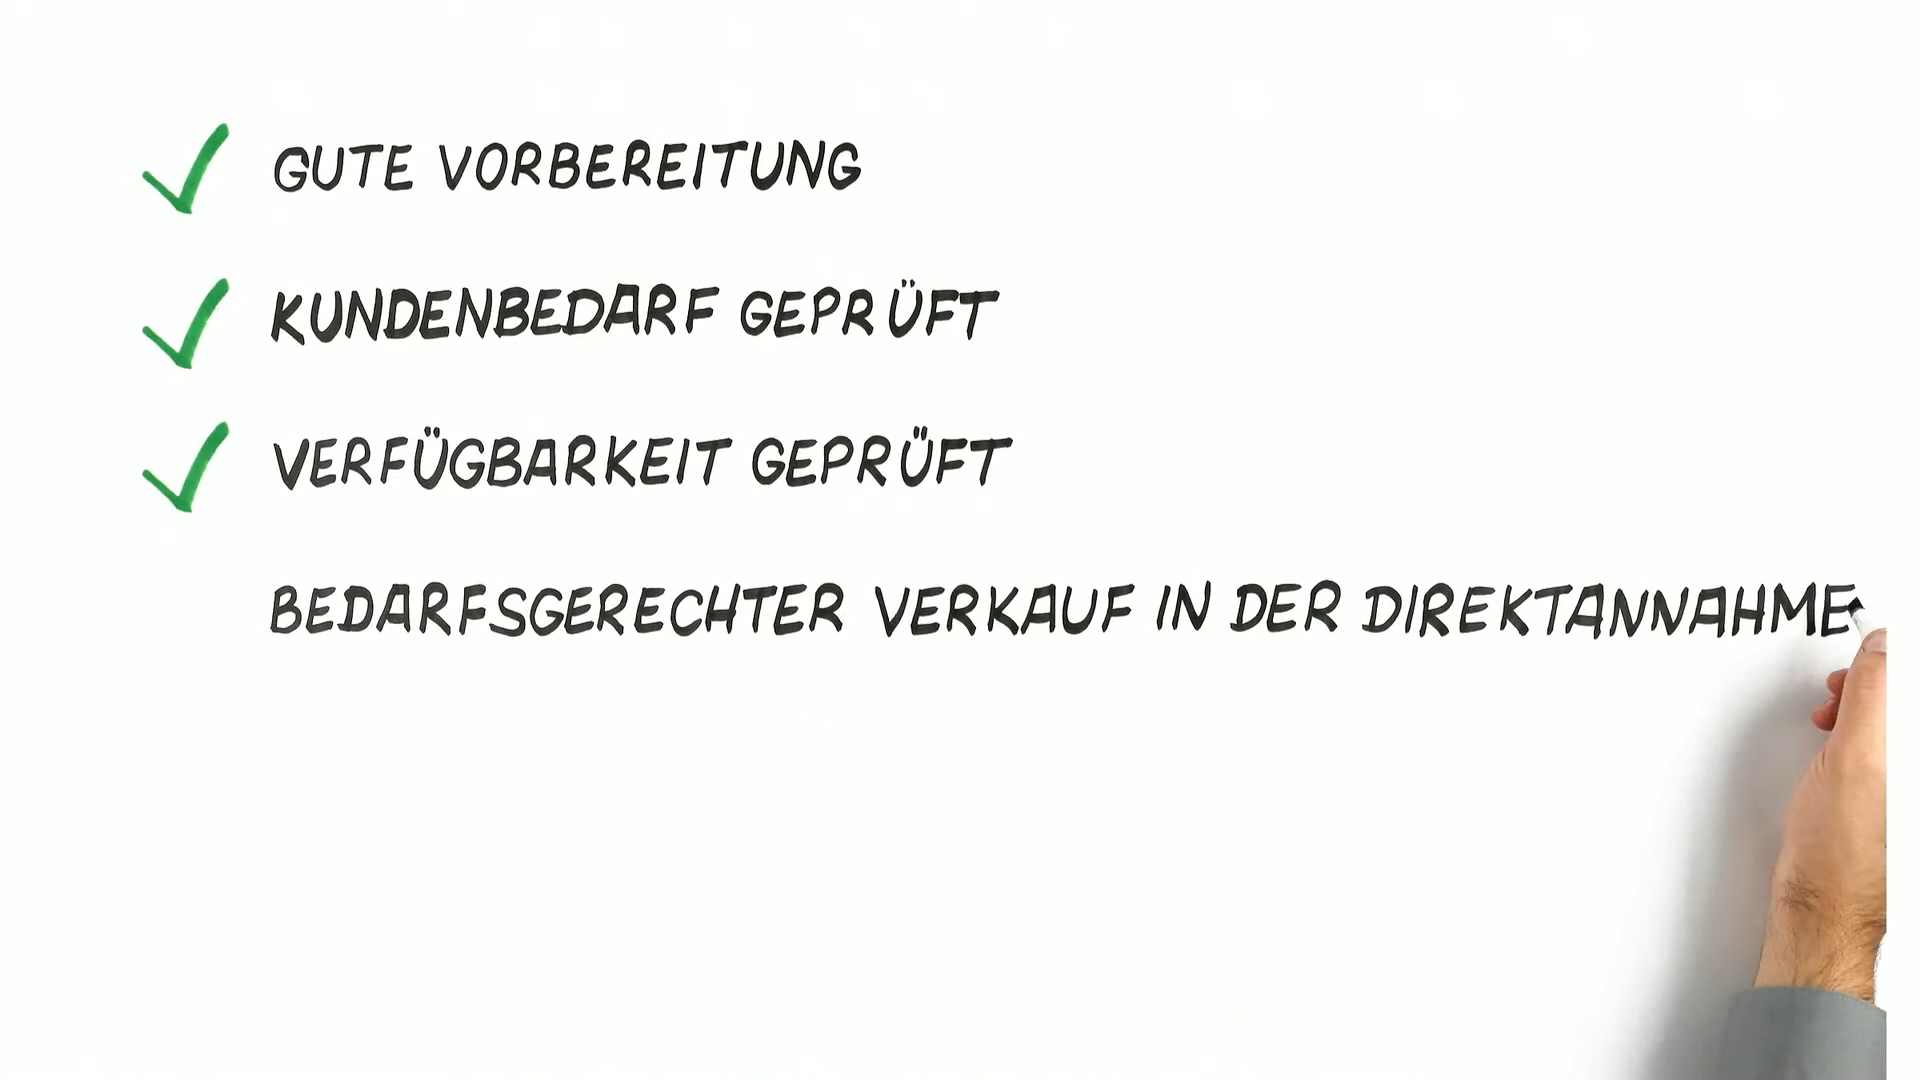 GUTE VORBEREITUNG
KUNDENBEDARF GEPRÜFT
VERFÜGBARKEIT GEPRÜFT
BEDARFSGERECHTER VERKAUF IN DER DIREKTANNAHME